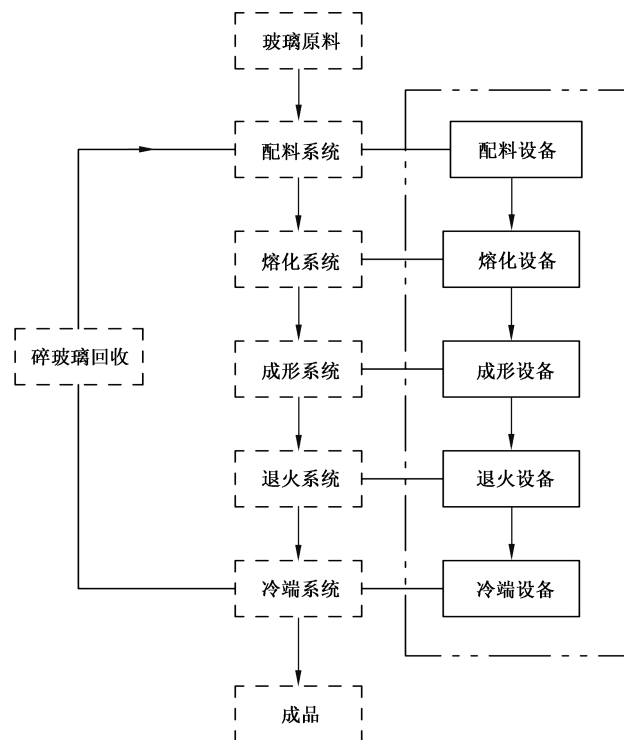 玻璃原料
配料系统
配料设备
熔化系统
熔化设备
碎玻璃回收
成形系统
成形设备
退火系统
退火设备
冷端系统
冷端设备
成品